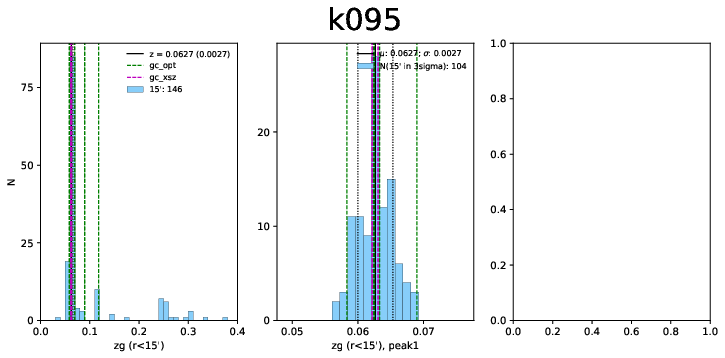 k095
z = 0.0627 (0.0027)
gc_opt
gc_xsz
15': 146
N
0
25
50
75
0.0 0.1 0.2 0.3 0.4
zg (r<15')
μ: 0.0627; σ: 0.0027
N(15' in 3sigma): 104
0
10
20
0.05 0.06 0.07
zg (r<15'), peak1
1.0
0.8
0.6
0.4
0.2
0.0
0.0 0.2 0.4 0.6 0.8 1.0